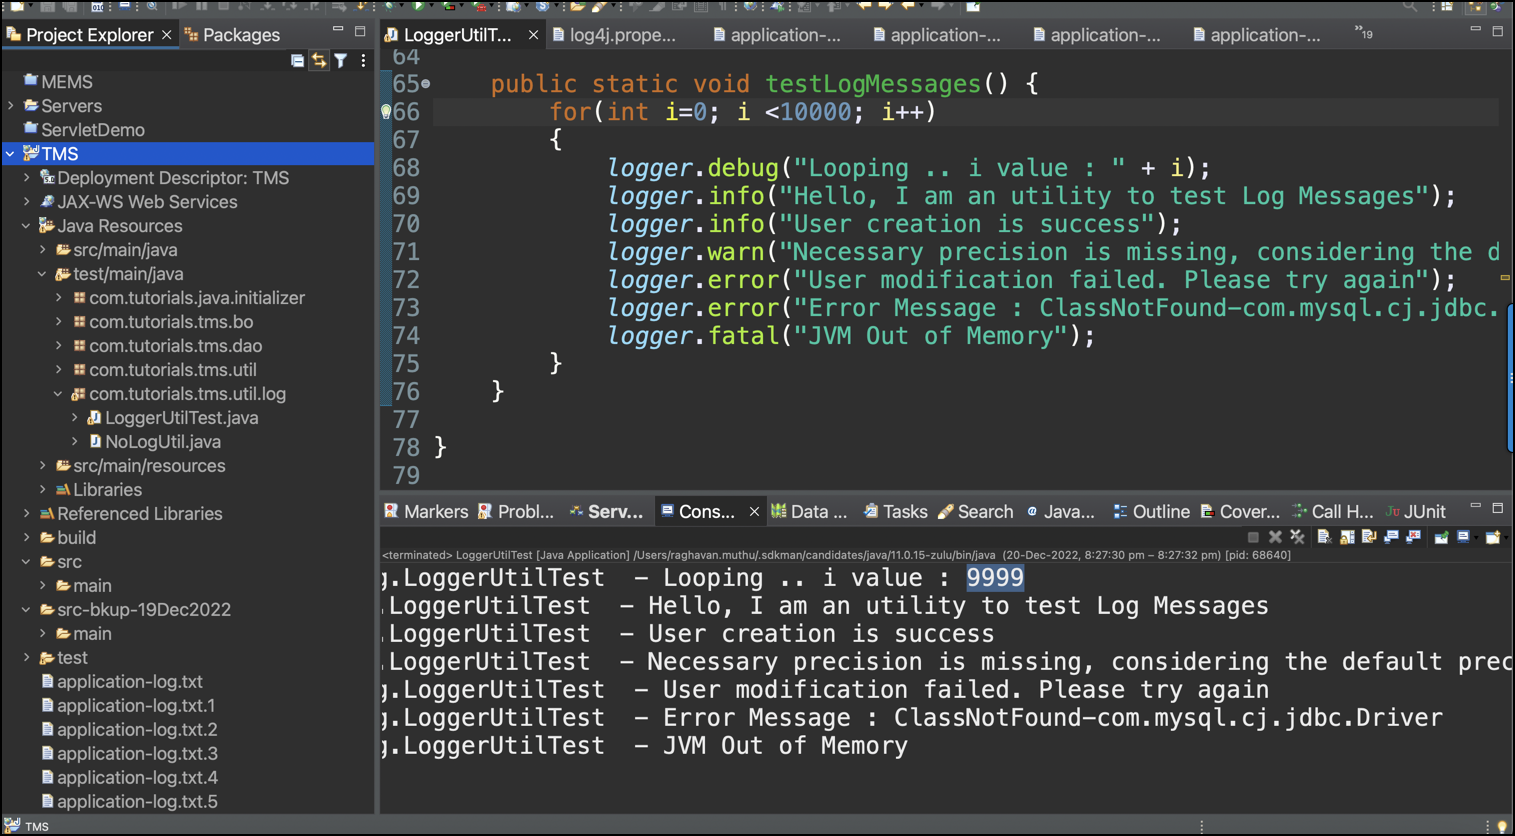 Project Explorer
Packages
MEMS
Servers
ServletDemo
TMS
Deployment Descriptor: TMS
JAX-WS Web Services
Java Resources
src/main/java
test/main/java
com.tutorials.java.initializer
com.tutorials.tms.bo
com.tutorials.tms.dao
com.tutorials.tms.util
com.tutorials.tms.util.log
LoggerUtilTest.java
NoLogUtil.java
src/main/resources
Libraries
Referenced Libraries
build
src
main
src-bkup-19Dec2022
main
test
application-log.txt
application-log.txt.1
application-log.txt.2
application-log.txt.3
application-log.txt.4
application-log.txt.5
LoggerUtilT... log4j.prope... application-... application-... application-... application-... »19
64
65 public static void testLogMessages() {
66 for(int i=0; i <10000; i++)
67 {
68 logger.debug("Looping .. i value : " + i);
69 logger.info("Hello, I am an utility to test Log Messages");
70 logger.info("User creation is success");
71 logger.warn("Necessary precision is missing, considering the d
72 logger.error("User modification failed. Please try again");
73 logger.error("Error Message : ClassNotFound-com.mysql.cj.jdbc.
74 logger.fatal("JVM Out of Memory");
75 }
76 }
77
78 }
79
Markers Probl... Serv... Cons... Data ... Tasks Search Java... Outline Cover... Call H... JUnit
<terminated> LoggerUtilTest [Java Application] /Users/raghavan.muthu/.sdkman/candidates/java/11.0.15-zulu/bin/java (20-Dec-2022, 8:27:30 pm – 8:27:32 pm) [pid: 68640]
g.LoggerUtilTest - Looping .. i value : 9999
.LoggerUtilTest - Hello, I am an utility to test Log Messages
.LoggerUtilTest - User creation is success
.LoggerUtilTest - Necessary precision is missing, considering the default prec
g.LoggerUtilTest - User modification failed. Please try again
g.LoggerUtilTest - Error Message : ClassNotFound-com.mysql.cj.jdbc.Driver
g.LoggerUtilTest - JVM Out of Memory
TMS